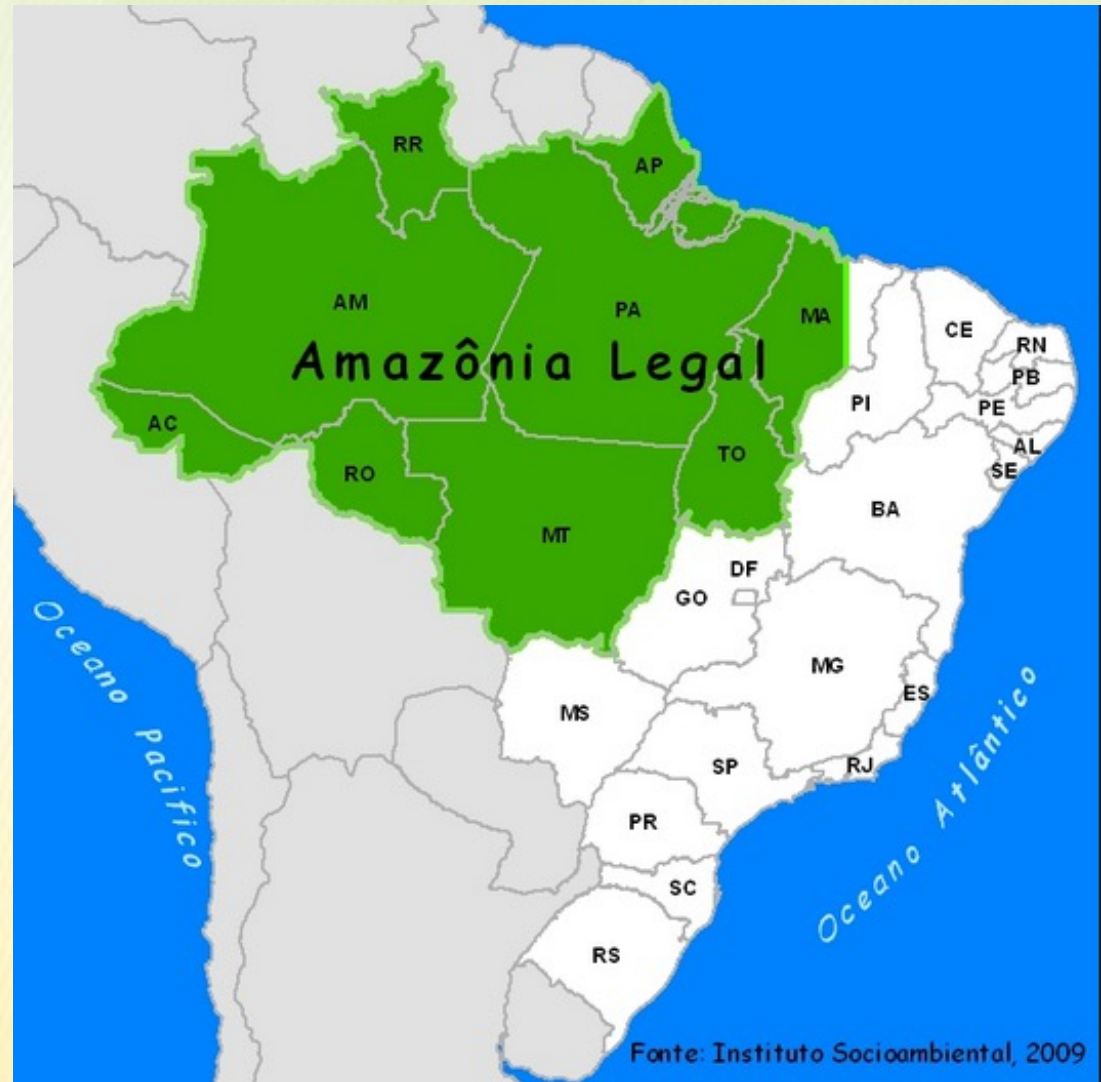 RR
AP
AM
PA
MA
CE
RN
Amazônia Legal
PB
PI
PE
AC
AL
TO
RO
SE
BA
MT
DF
GO
MG
ES
Oceano Pacifico
MS
Oceano Atlântico
SP
RJ
PR
SC
RS
Fonte: Instituto Socioambiental, 2009